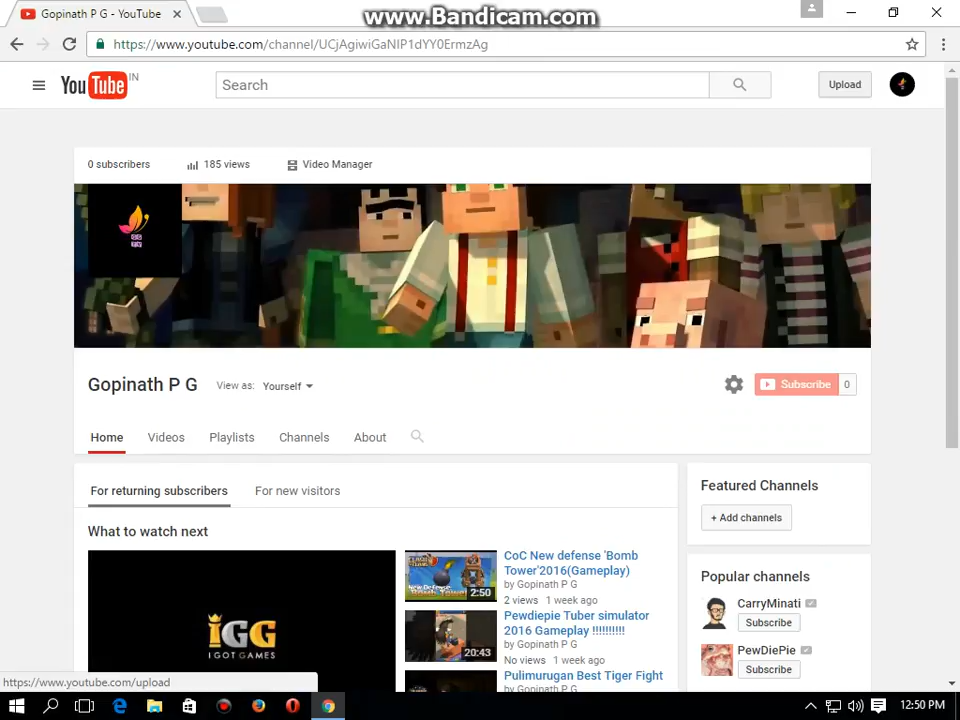 Gopinath P G - YouTube
www.Bandicam.com
https://www.youtube.com/channel/UCjAgiwiGaNIP1dYY0ErmzAg
YouTube IN
Search
Upload
0 subscribers
185 views
Video Manager
Gopinath P G
View as: Yourself
Subscribe 0
Home
Videos
Playlists
Channels
About
For returning subscribers
For new visitors
What to watch next
IGG
I GOT GAMES
2:50
CoC New defense 'Bomb
Tower'2016(Gameplay)
by Gopinath P G
2 views 1 week ago
20:43
Pewdiepie Tuber simulator
2016 Gameplay !!!!!!!!!!
by Gopinath P G
No views 1 week ago
Pulimurugan Best Tiger Fight
by Gopinath P G
Featured Channels
+ Add channels
Popular channels
CarryMinati
Subscribe
PewDiePie
Subscribe
https://www.youtube.com/upload
12:50 PM